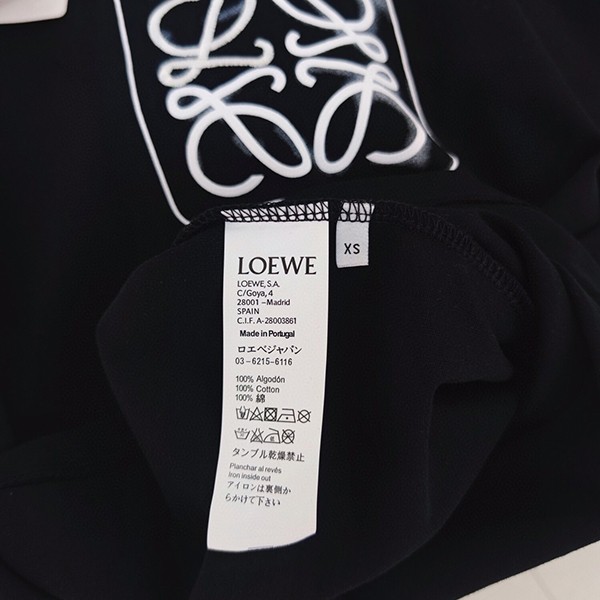 LOEWE
XS
LOEWE, S.A.
C/Goya, 4
28001 –Madrid
SPAIN
C.I.F. A-28003861
Made in Portugal
ロエベジャパン
03 – 6215 – 6116
100% Algodón
100% Cotton
100% 綿
タンブル乾燥禁止
Planchar al revés
Iron inside out
アイロンは裏側か
らかけて下さい